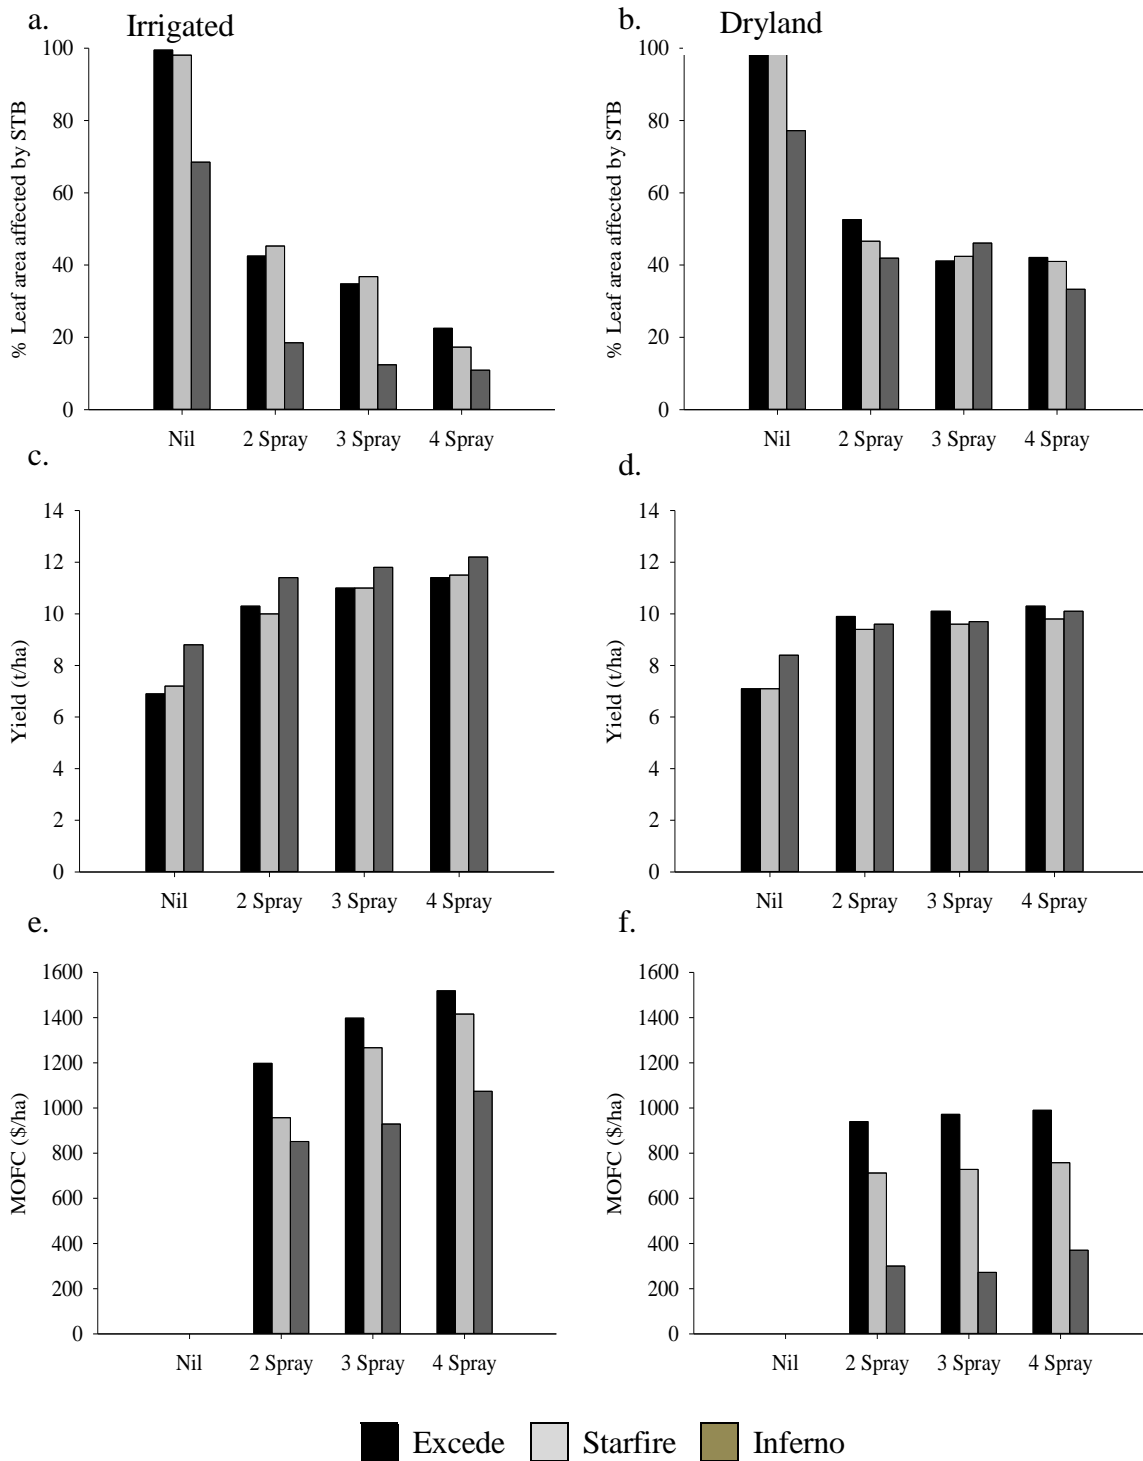 a.
Irrigated
b.
Dryland
% Leaf area affected by STB
100
80
60
40
20
0
Nil
2 Spray
3 Spray
4 Spray
% Leaf area affected by STB
100
80
60
40
20
0
Nil
2 Spray
3 Spray
4 Spray
c.
d.
Yield (t/ha)
14
12
10
8
6
4
2
0
Nil
2 Spray
3 Spray
4 Spray
Yield (t/ha)
14
12
10
8
6
4
2
0
Nil
2 Spray
3 Spray
4 Spray
e.
f.
MOFC ($/ha)
1600
1400
1200
1000
800
600
400
200
0
Nil
2 Spray
3 Spray
4 Spray
MOFC ($/ha)
1600
1400
1200
1000
800
600
400
200
0
Nil
2 Spray
3 Spray
4 Spray
Excede
Starfire
Inferno